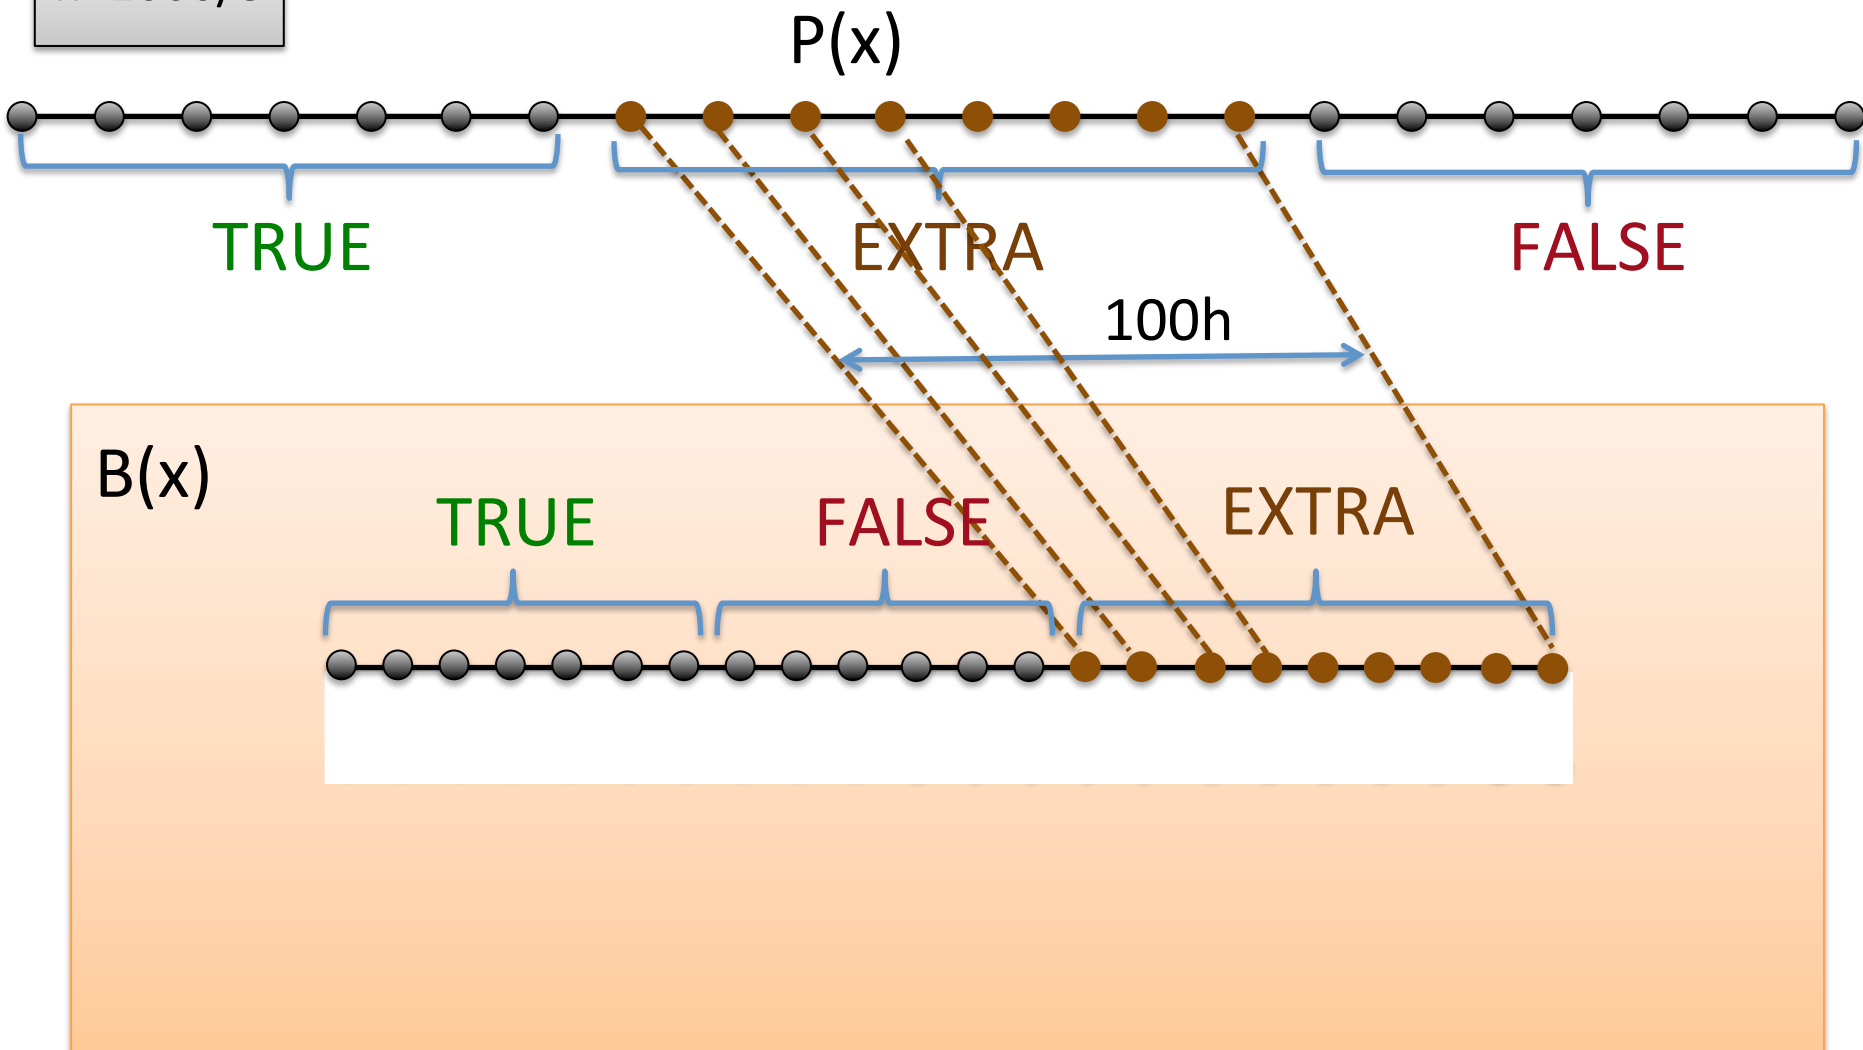 P(x)
TRUE
EXTRA
FALSE
100h
B(x)
TRUE
FALSE
EXTRA